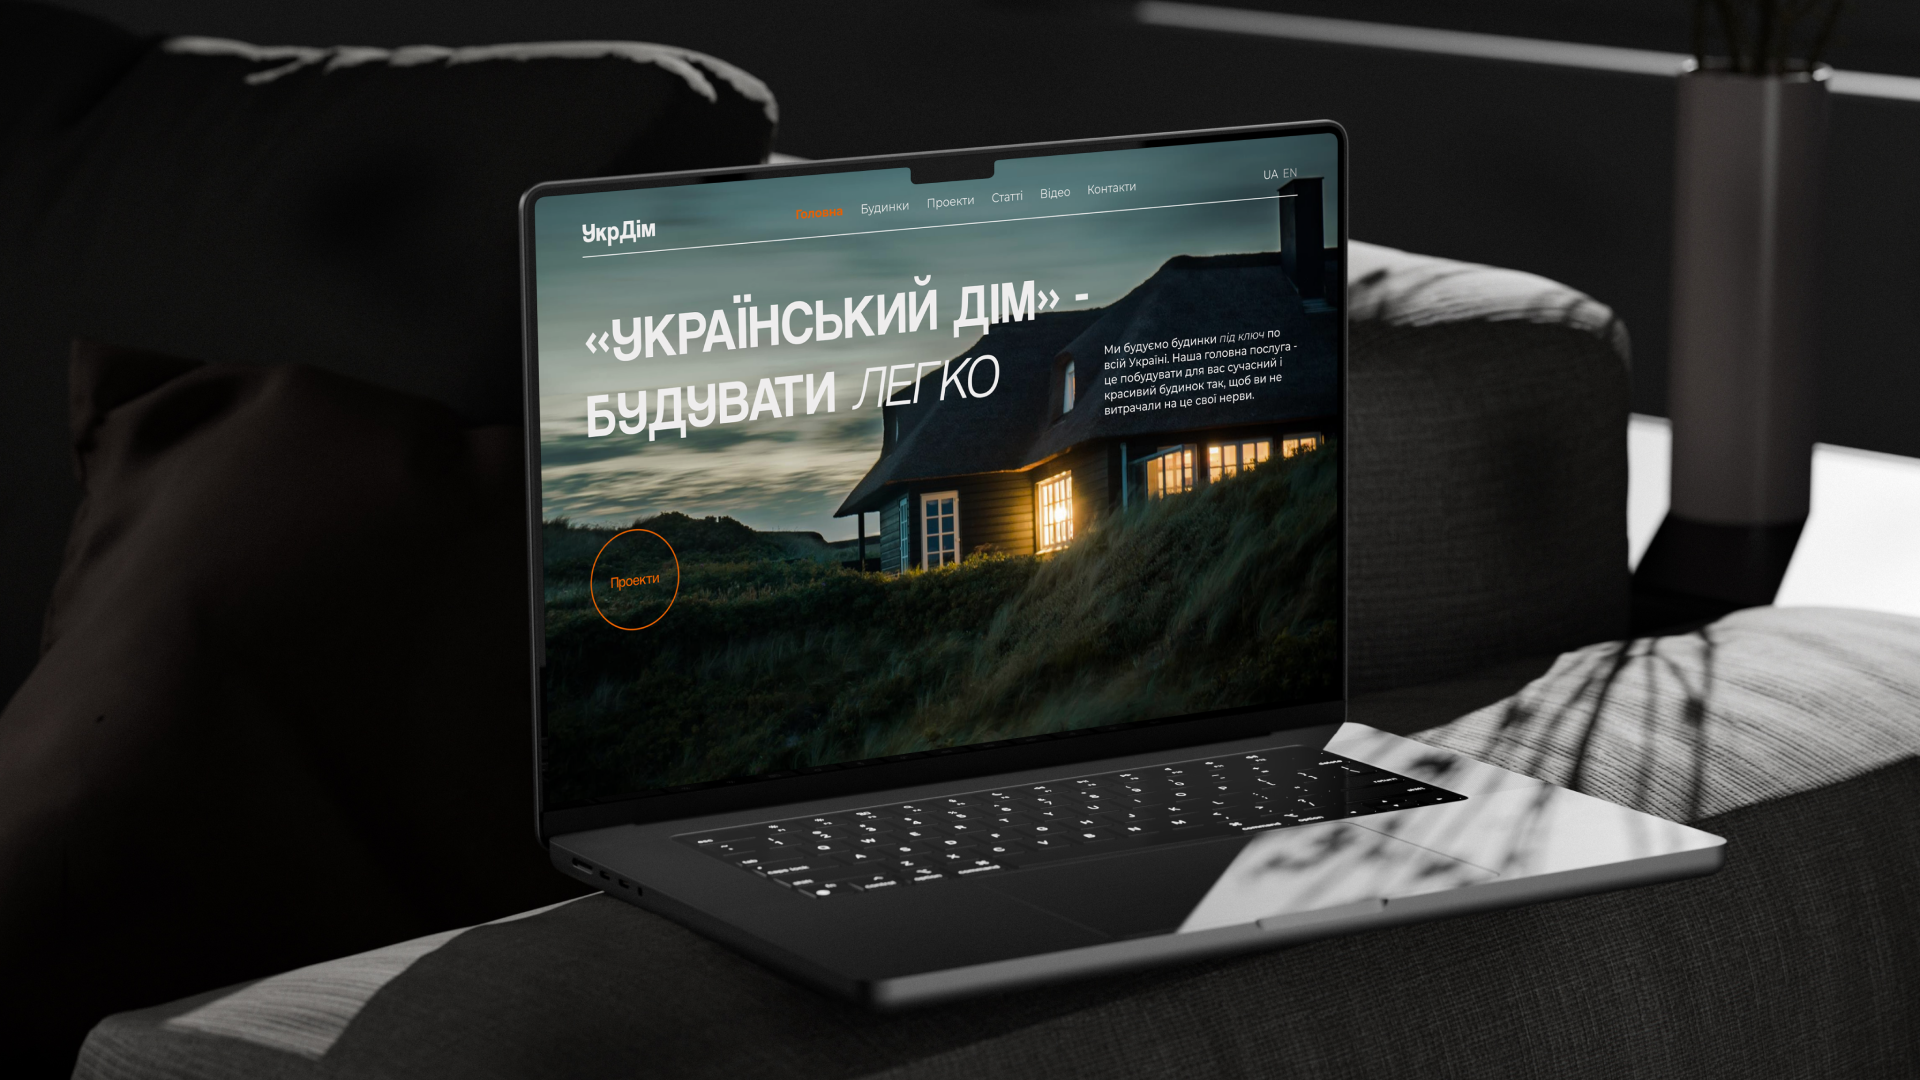 УкрДім
Головна Будинки Проекти Статті Відео Контакти
UA EN
«УКРАЇНСЬКИЙ ДІМ» -
БУДУВАТИ ЛЕГКО
Ми будуємо будинки під ключ по
всій Україні. Наша головна послуга -
це побудувати для вас сучасний і
красивий будинок так, щоб ви не
витрачали на це свої нерви.
Проекти